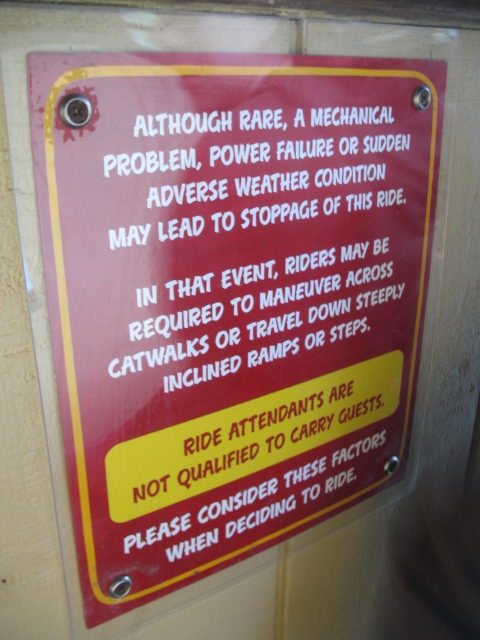 ALTHOUGH RARE, A MECHANICAL
PROBLEM, POWER FAILURE OR SUDDEN
ADVERSE WEATHER CONDITION
MAY LEAD TO STOPPAGE OF THIS RIDE.
IN THAT EVENT, RIDERS MAY BE
REQUIRED TO MANEUVER ACROSS
CATWALKS OR TRAVEL DOWN STEEPLY
INCLINED RAMPS OR STEPS.
RIDE ATTENDANTS ARE
NOT QUALIFIED TO CARRY GUESTS.
PLEASE CONSIDER THESE FACTORS
WHEN DECIDING TO RIDE.